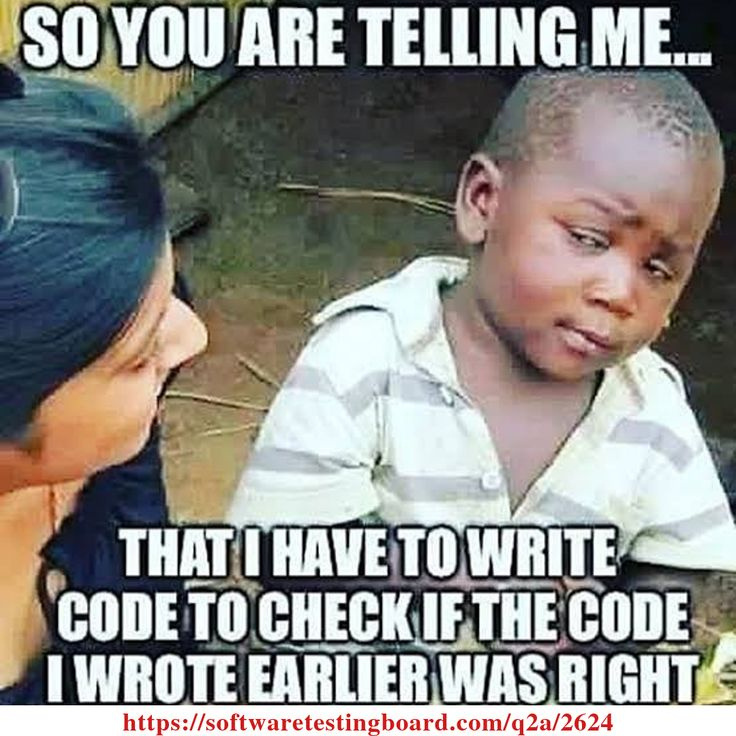 SO YOU ARE TELLING ME...
THAT I HAVE TO WRITE
CODE TO CHECK IF THE CODE
I WROTE EARLIER WAS RIGHT
https://softwaretestingboard.com/q2a/2624